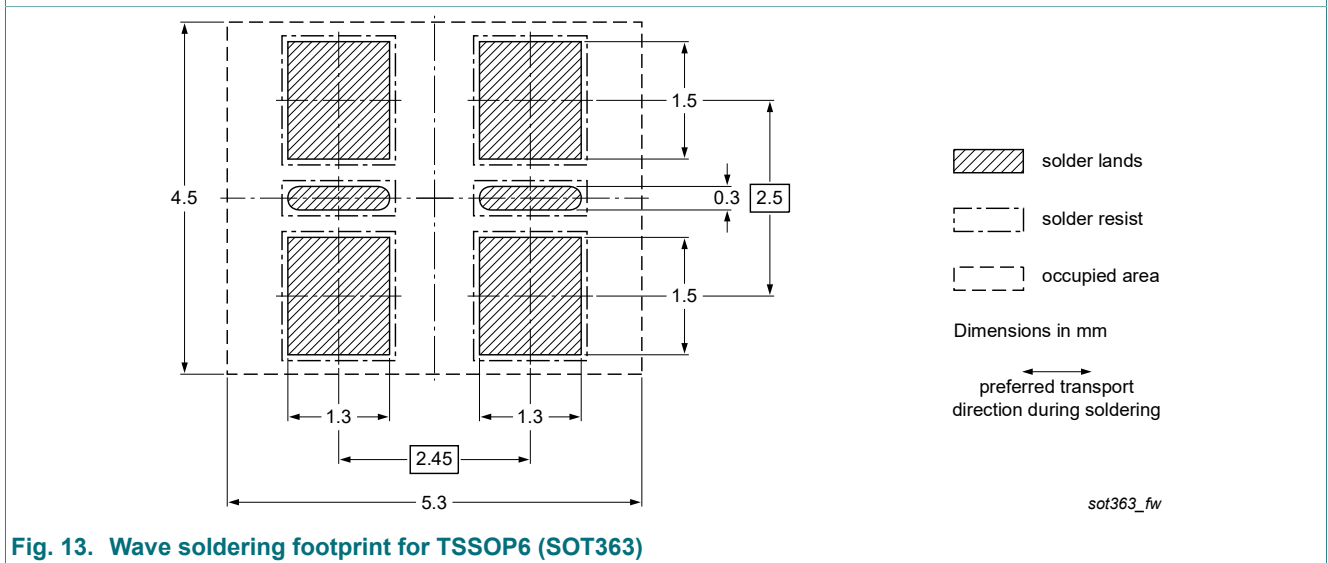 1.5
4.5
0.3 2.5
1.5
1.3 1.3
2.45
5.3
solder lands
solder resist
occupied area
Dimensions in mm
preferred transport
direction during soldering
sot363_fw
Fig. 13. Wave soldering footprint for TSSOP6 (SOT363)